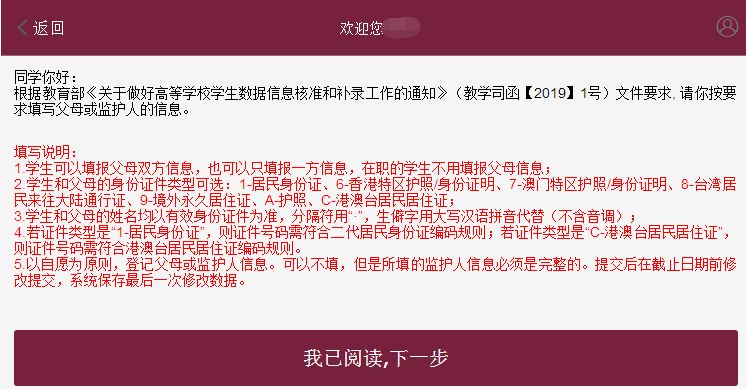 返回
欢迎您
同学你好：
根据教育部《关于做好高等学校学生数据信息核准和补录工作的通知》（教学司函【2019】1号）文件要求, 请你按要
求填写父母或监护人的信息。
填写说明：
1.学生可以填报父母双方信息，也可以只填报一方信息，在职的学生不用填报父母信息；
2.学生和父母的身份证件类型可选：1-居民身份证、6-香港特区护照/身份证明、7-澳门特区护照/身份证明、8-台湾居
民来往大陆通行证、9-境外永久居住证、A-护照、C-港澳台居民居住证；
3.学生和父母的姓名均以有效身份证件为准，分隔符用“·”，生僻字用大写汉语拼音代替（不含音调）；
4.若证件类型是“1-居民身份证”，则证件号码需符合二代居民身份证编码规则；若证件类型是“C-港澳台居民居住证”，
则证件号码需符合港澳台居民居住证编码规则。
5.以自愿为原则，登记父母或监护人信息。可以不填，但是所填的监护人信息必须是完整的。提交后在截止日期前修
改提交，系统保存最后一次修改数据。
我已阅读,下一步